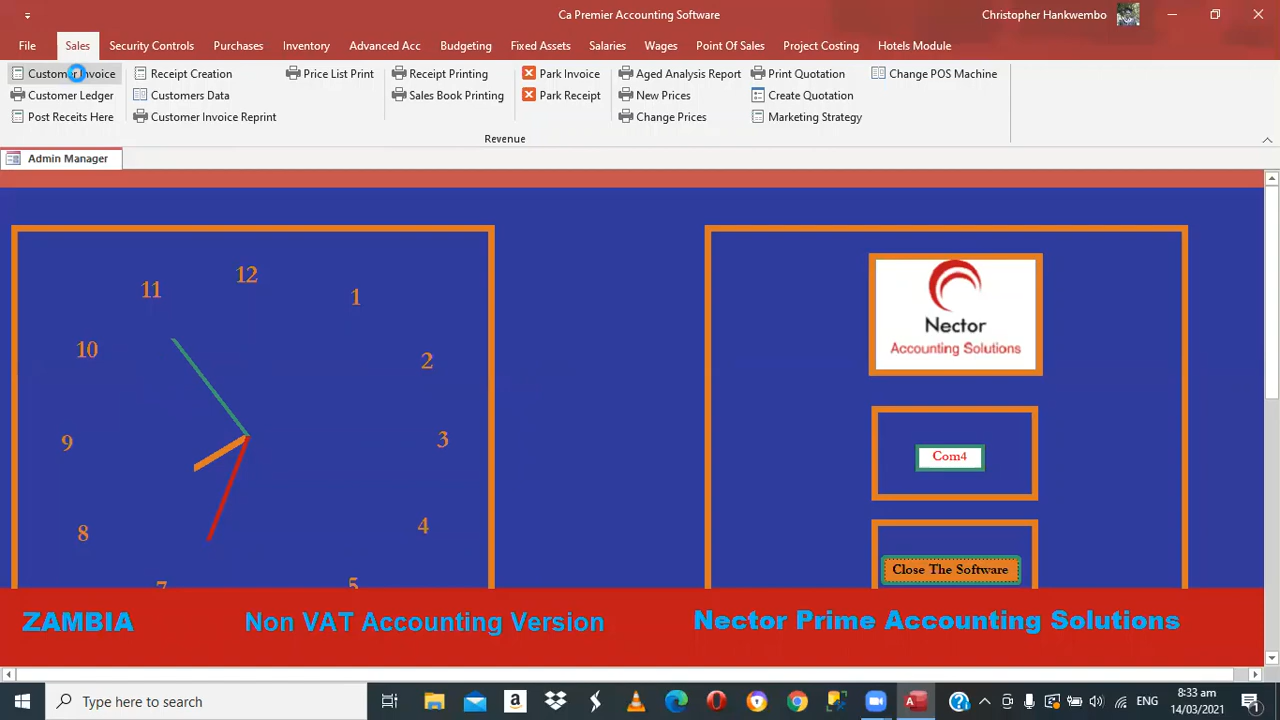 Ca Premier Accounting Software
Christopher Hankwembo
File Sales Security Controls Purchases Inventory Advanced Acc Budgeting Fixed Assets Salaries Wages Point Of Sales Project Costing Hotels Module
Customer Invoice Receipt Creation Price List Print Receipt Printing Park Invoice Aged Analysis Report Print Quotation Change POS Machine
Customer Ledger Customers Data Sales Book Printing Park Receipt New Prices Create Quotation
Post Receits Here Customer Invoice Reprint Change Prices Marketing Strategy
Revenue
Admin Manager
12
11
1
10
2
9
3
8
4
7
5
Nector
Accounting Solutions
Com4
Close The Software
ZAMBIA Non VAT Accounting Version Nector Prime Accounting Solutions
Type here to search
ENG
8:33 am
14/03/2021
1